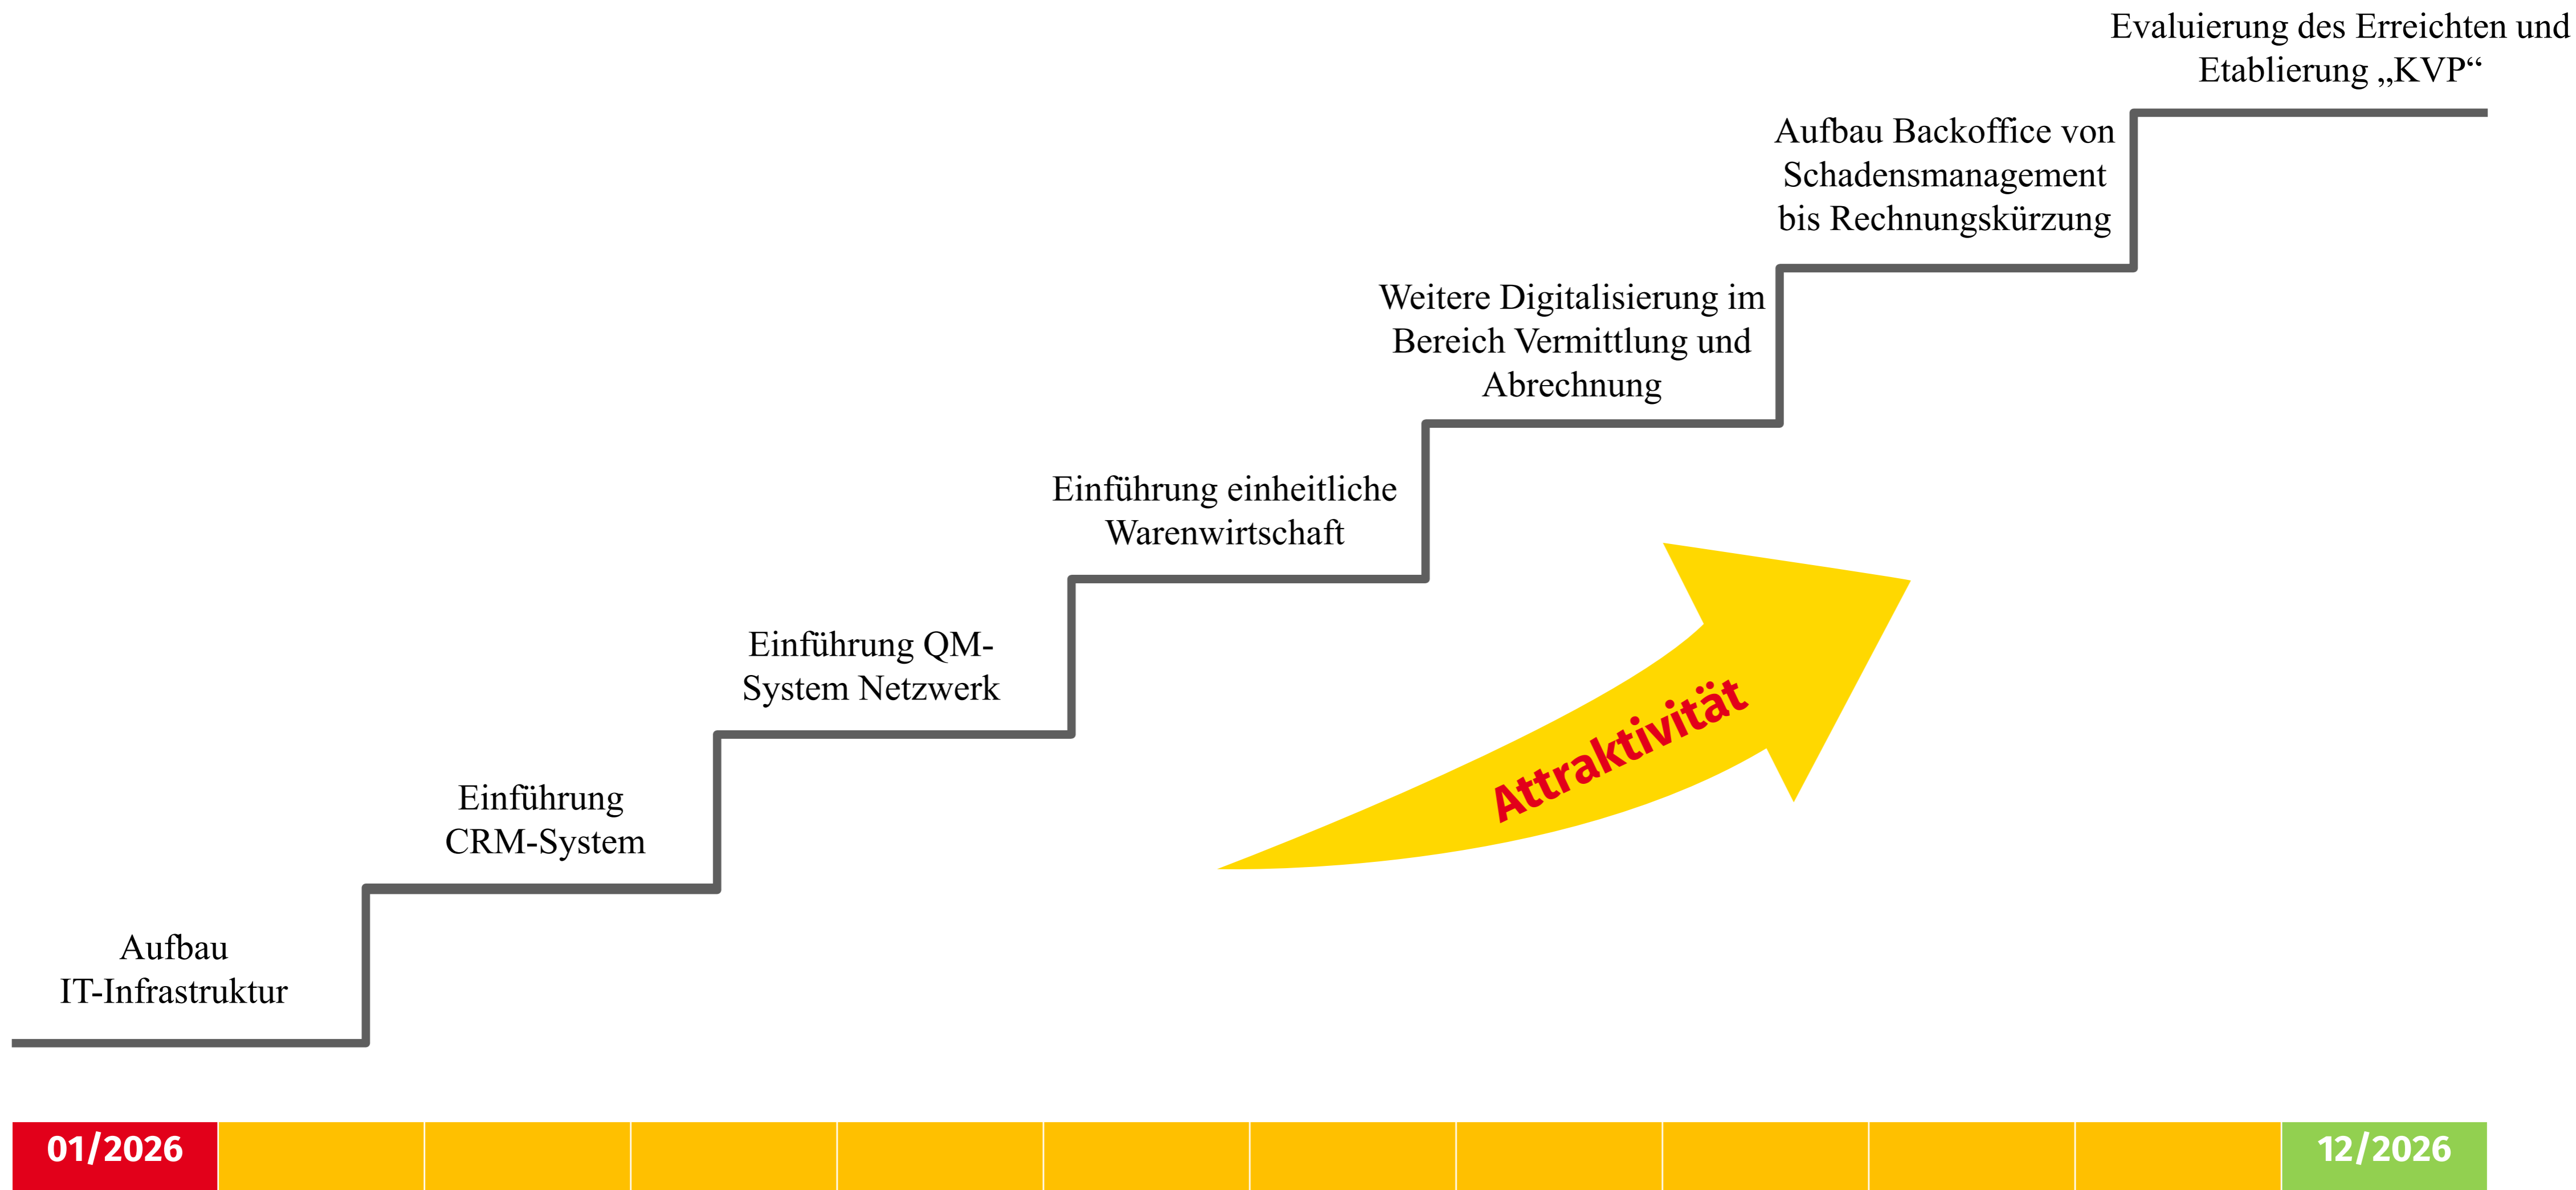 Evaluierung des Erreichten und
Etablierung „KVP“
Aufbau Backoffice von
Schadensmanagement
bis Rechnungskürzung
Weitere Digitalisierung im
Bereich Vermittlung und
Abrechnung
Einführung einheitliche
Warenwirtschaft
Einführung QM-
System Netzwerk
Einführung
CRM-System
Aufbau
IT-Infrastruktur
Attraktivität
01/2026
12/2026